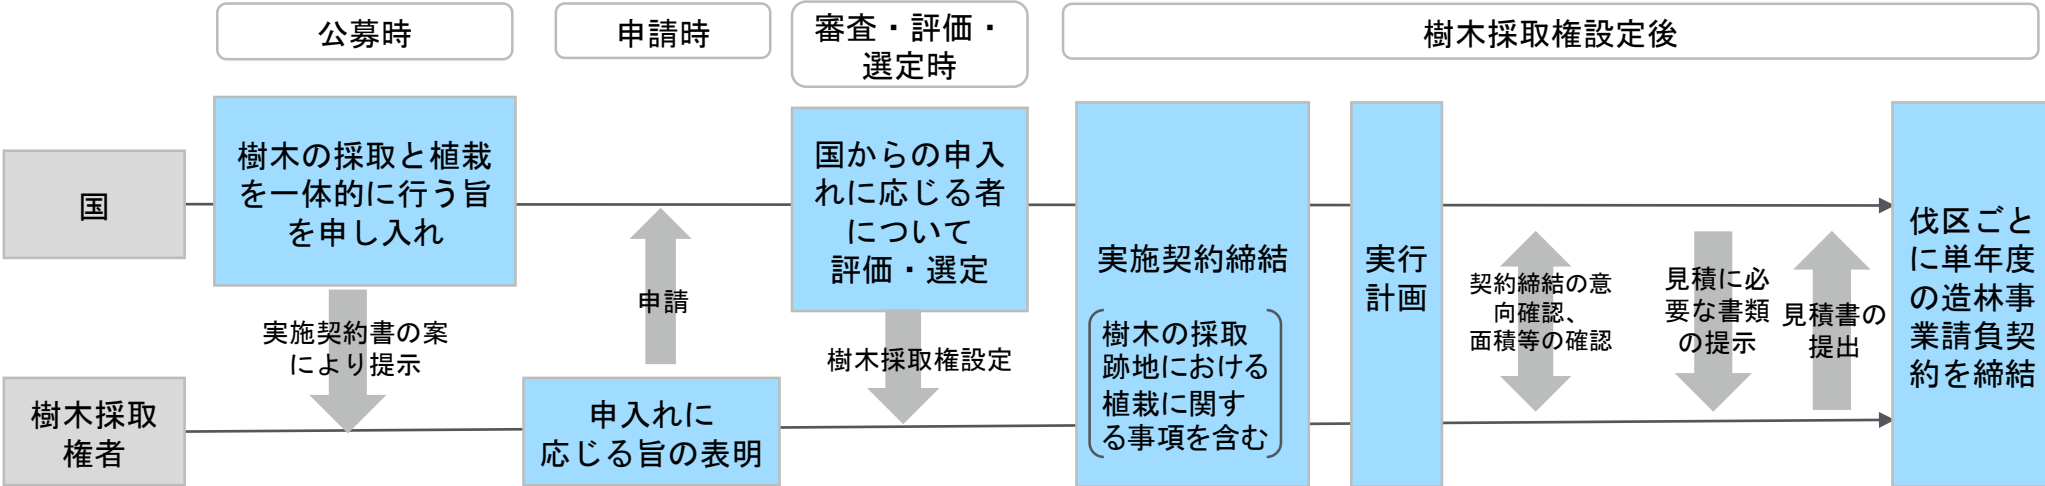 公募時
申請時
審査・評価・
選定時
樹木採取権設定後
国
樹木の採取と植栽
を一体的に行う旨
を申し入れ
国からの申入
れに応じる者
について
評価・選定
実施契約締結
樹木の採取
跡地における
植栽に関す
る事項を含む
実行
計画
契約締結の意
向確認、
面積等の確認
見積に必
要な書類
の提示
見積書の
提出
伐区ごと
に単年度
の造林事
業請負契
約を締結
実施契約書の案
により提示
申請
樹木採取権設定
樹木採取
権者
申入れに
応じる旨の表明